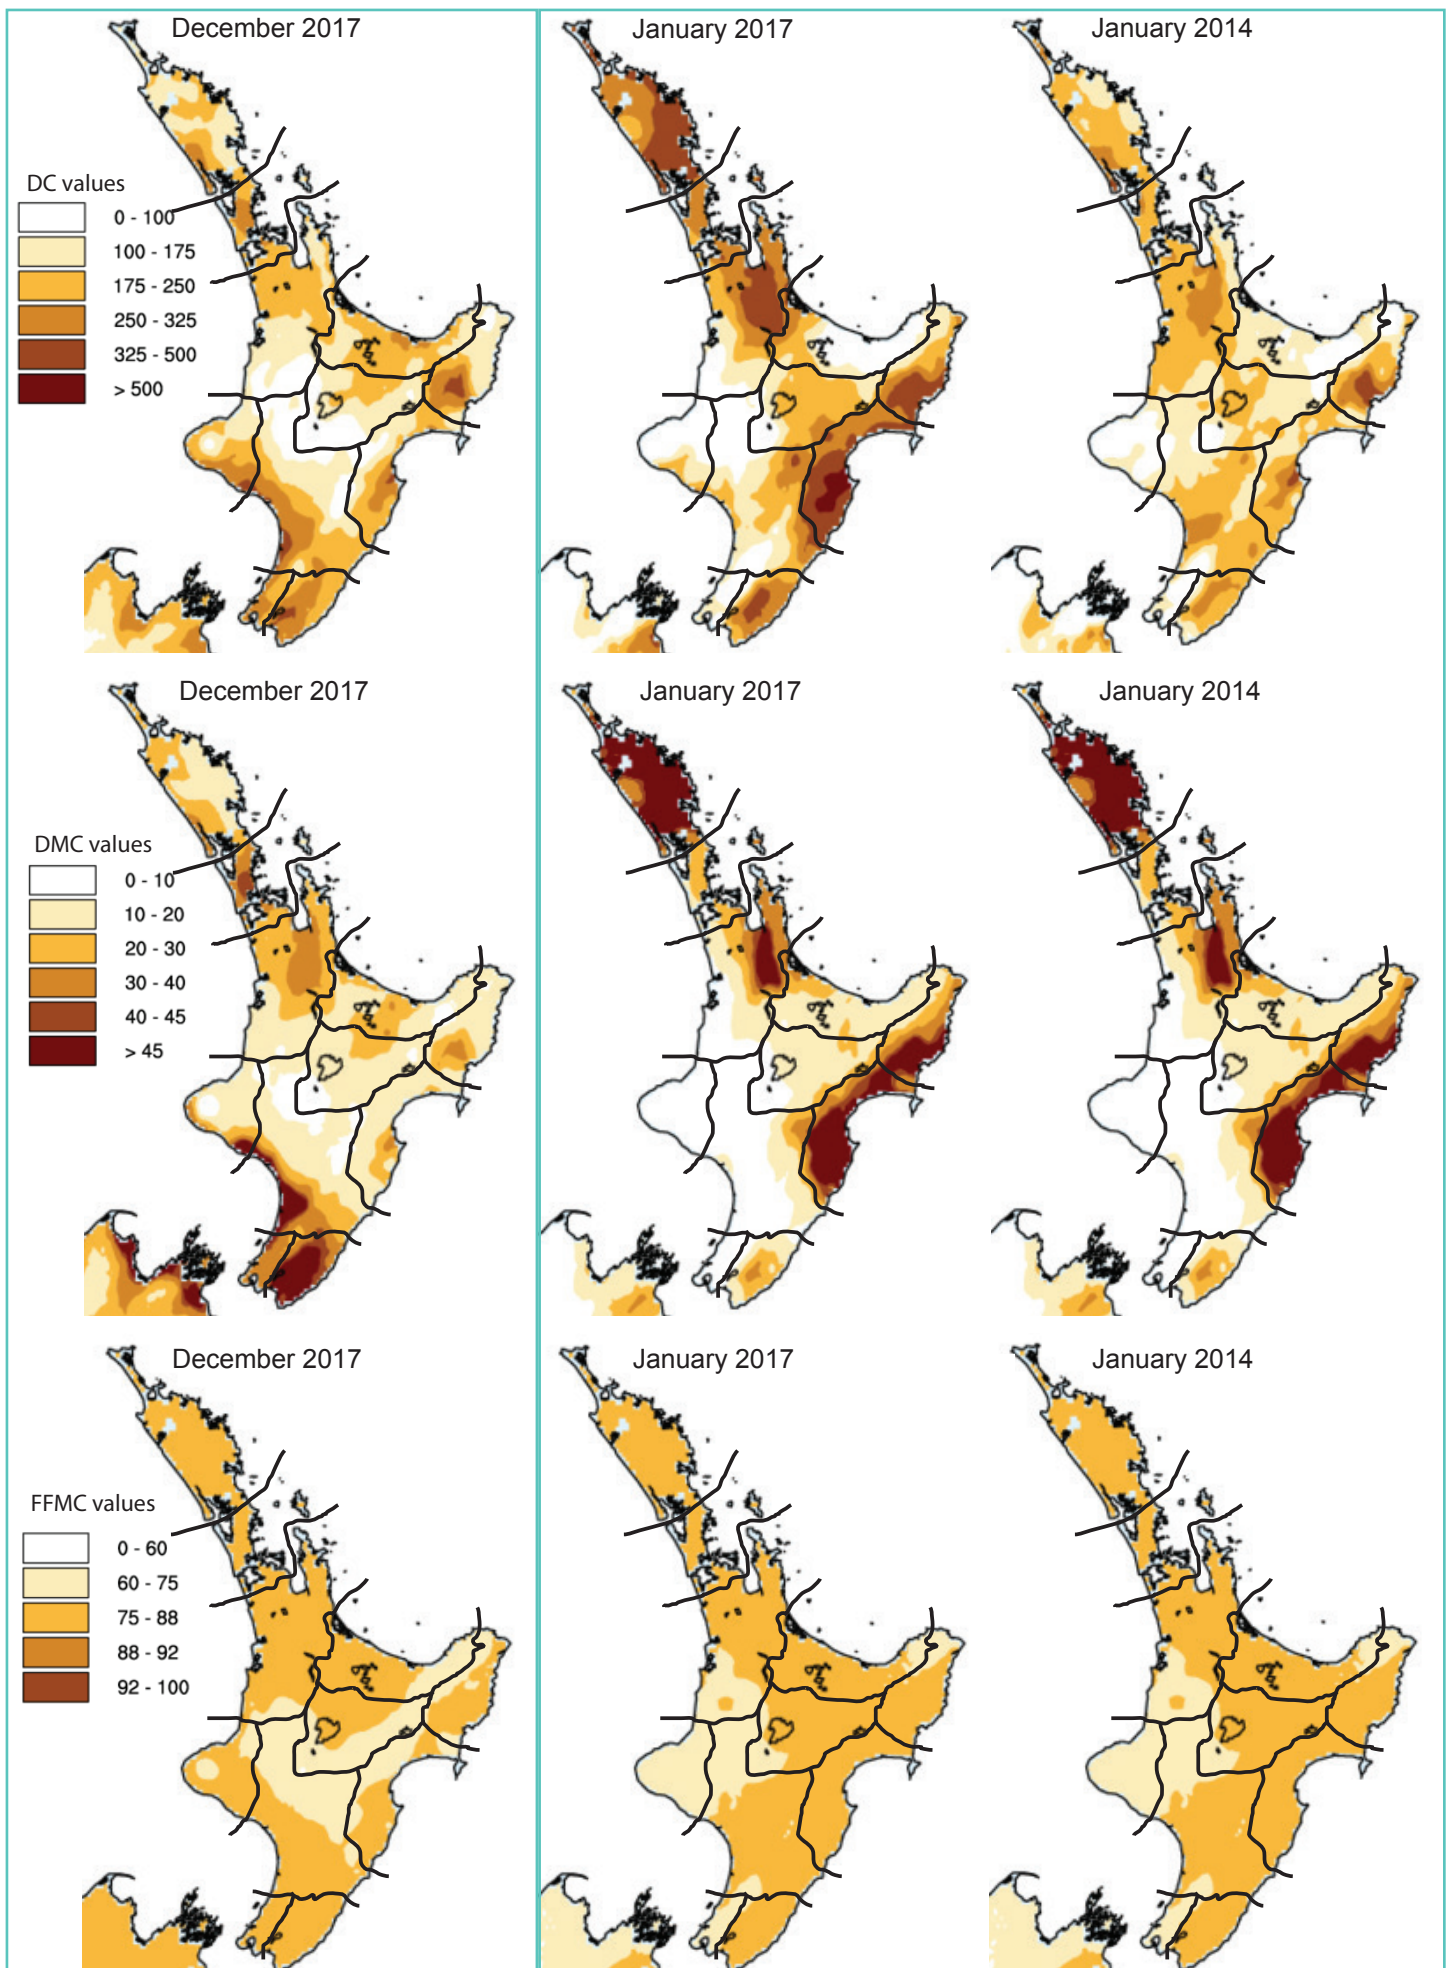 December 2017
January 2017
January 2014
DC values
0 - 100
100 - 175
175 - 250
250 - 325
325 - 500
> 500
December 2017
January 2017
January 2014
DMC values
0 - 10
10 - 20
20 - 30
30 - 40
40 - 45
> 45
December 2017
January 2017
January 2014
FFMC values
0 - 60
60 - 75
75 - 88
88 - 92
92 - 100